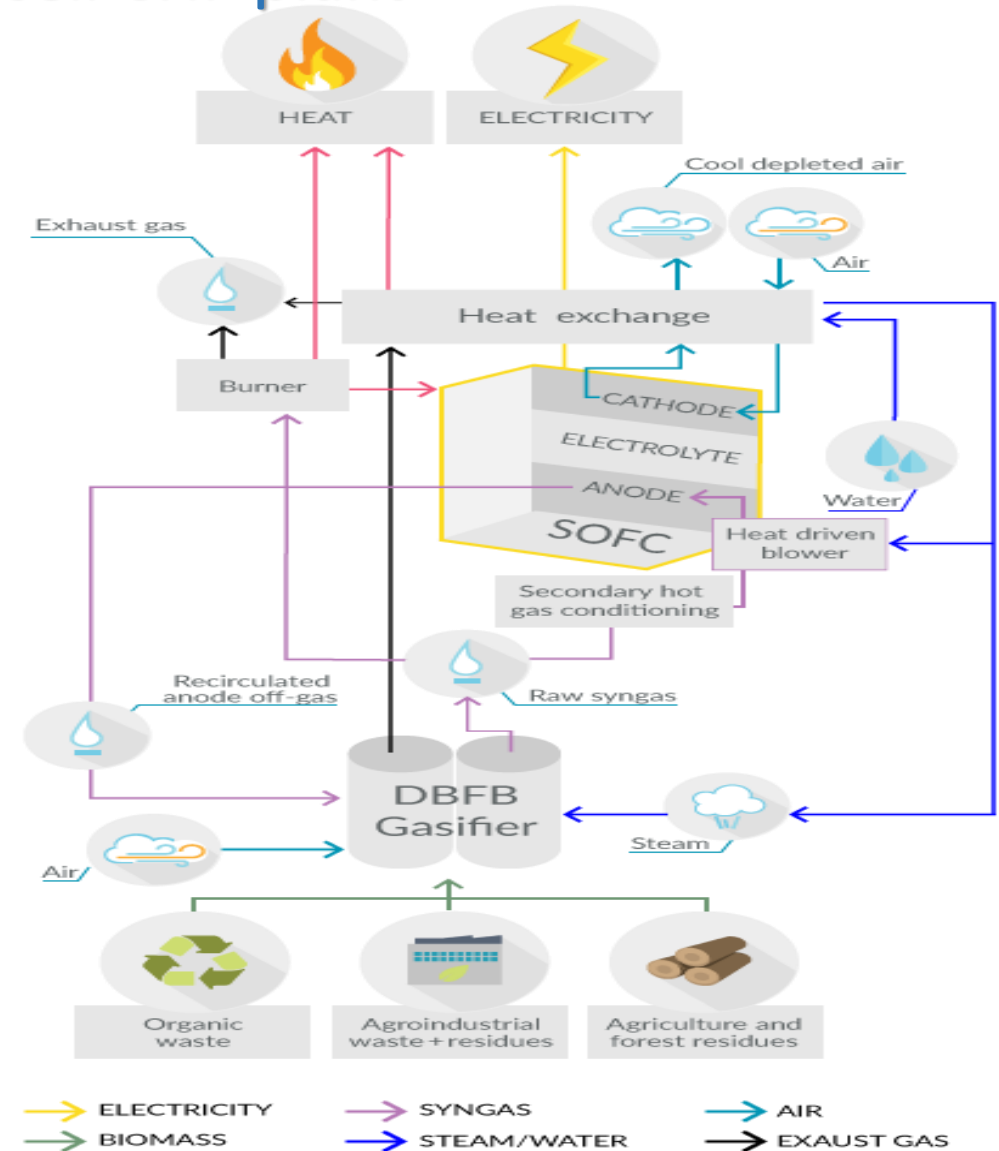 HEAT
ELECTRICITY
Cool depleted air
Exhaust gas
Air
Heat exchange
Burner
CATHODE
ELECTROLYTE
ANODE
SOFC
Water
Heat driven
blower
Secondary hot
gas conditioning
Recirculated
anode off-gas
Raw syngas
DBFB
Gasifier
Steam
Air
Organic
waste
Agroindustrial
waste + residues
Agriculture and
forest residues
ELECTRICITY
SYNGAS
AIR
BIOMASS
STEAM/WATER
EXAUST GAS